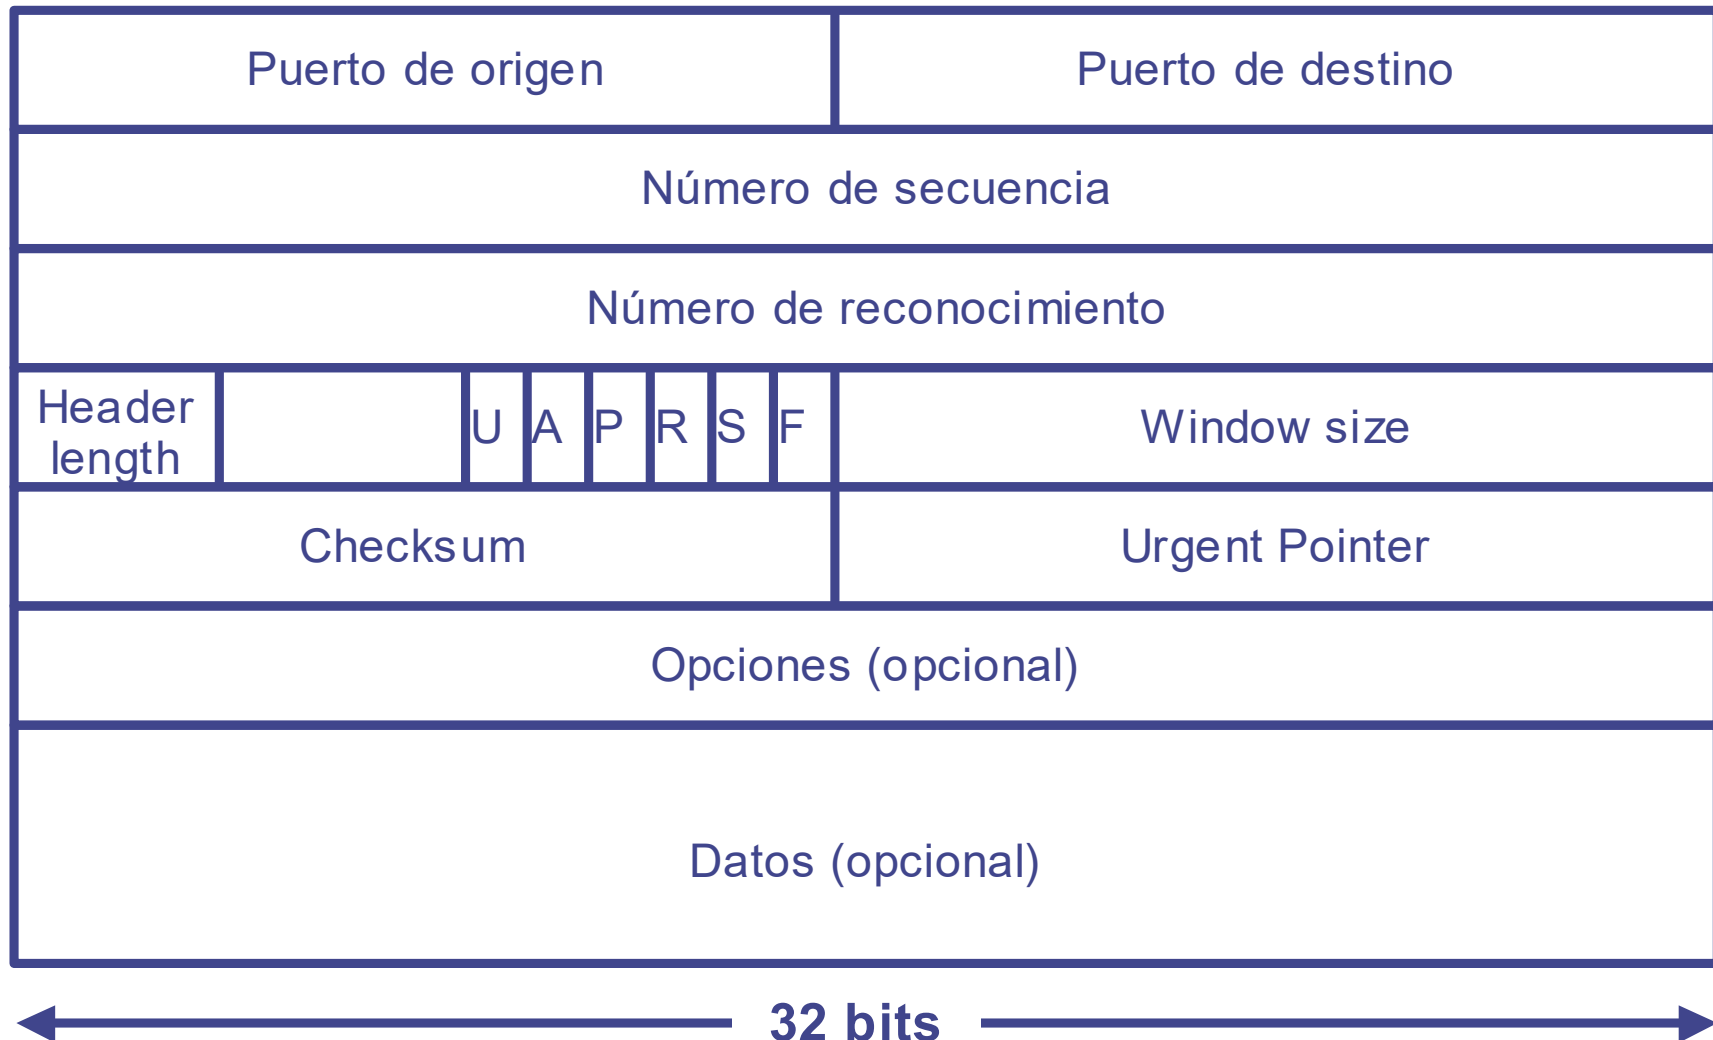 Puerto de origen
Puerto de destino
Número de secuencia
Número de reconocimiento
Header
length
U
A
P
R
S
F
Window size
Checksum
Urgent Pointer
Opciones (opcional)
Datos (opcional)
32 bits